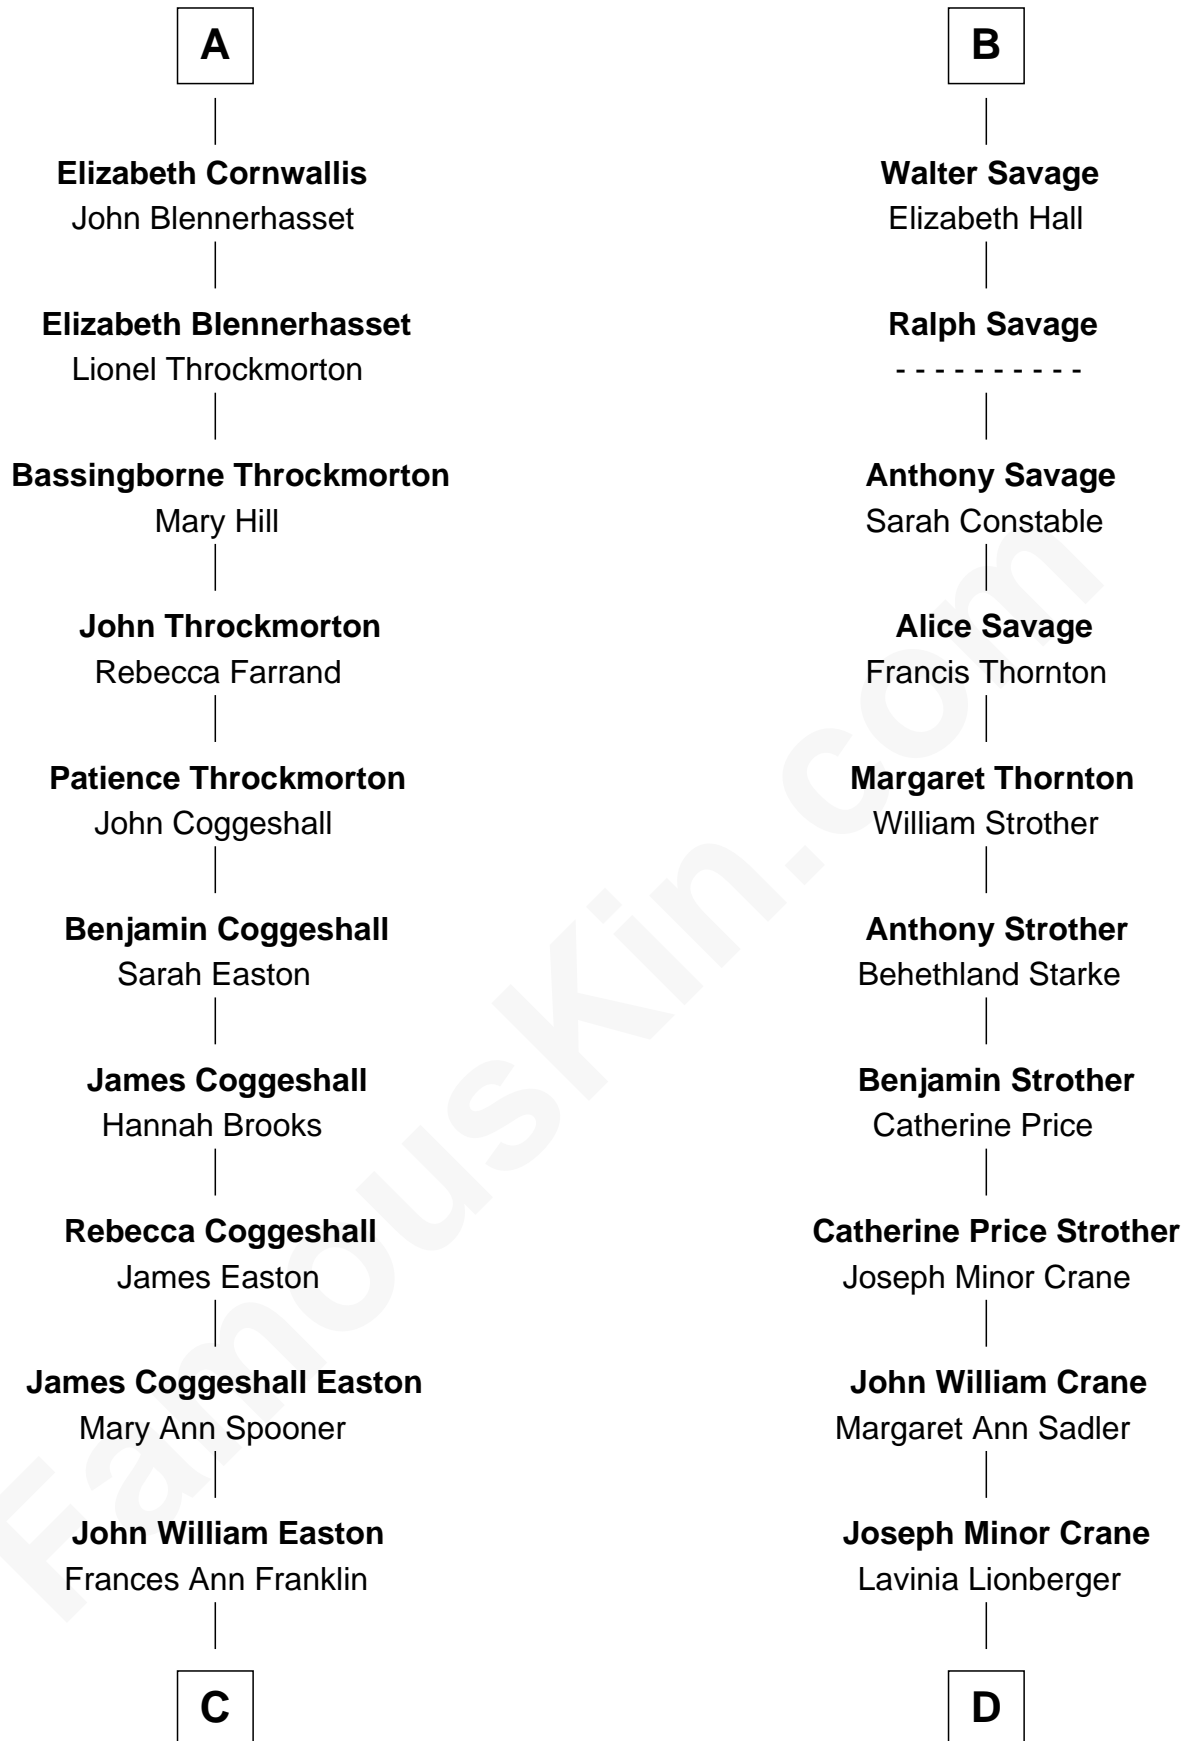 A
Elizabeth Cornwallis
John Blennerhasset
Elizabeth Blennerhasset
Lionel Throckmorton
Bassingborne Throckmorton
Mary Hill
John Throckmorton
Rebecca Farrand
Patience Throckmorton
John Coggeshall
Benjamin Coggeshall
Sarah Easton
James Coggeshall
Hannah Brooks
Rebecca Coggeshall
James Easton
James Coggeshall Easton
Mary Ann Spooner
John William Easton
Frances Ann Franklin
C
B
Walter Savage
Elizabeth Hall
Ralph Savage
- - - - - - - - - -
Anthony Savage
Sarah Constable
Alice Savage
Francis Thornton
Margaret Thornton
William Strother
Anthony Strother
Behethland Starke
Benjamin Strother
Catherine Price
Catherine Price Strother
Joseph Minor Crane
John William Crane
Margaret Ann Sadler
Joseph Minor Crane
Lavinia Lionberger
D
FamousKin.com